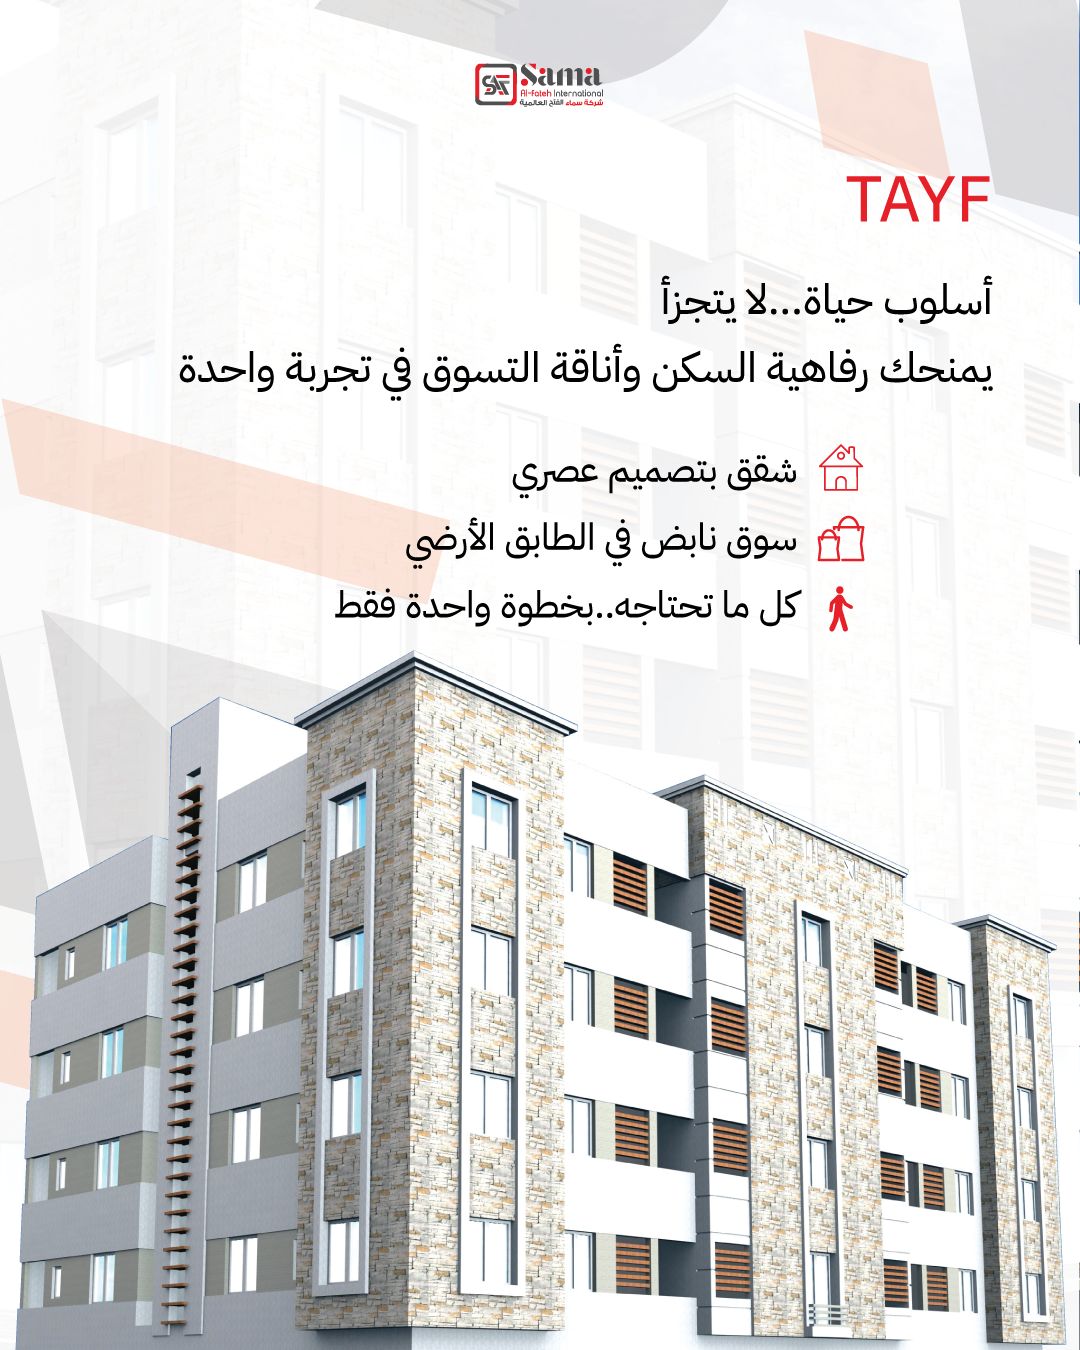 SAF
Sama
Al-Fateh International
شركة سماء الفتح العالمية
TAYF
أسلوب حياة...لا يتجزأ
يمنحك رفاهية السكن وأناقة التسوق في تجربة واحدة
شقق بتصميم عصري
سوق نابض في الطابق الأرضي
كل ما تحتاجه..بخطوة واحدة فقط